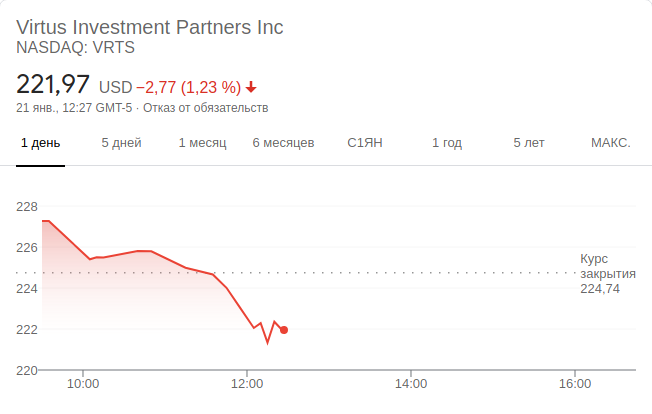 Virtus Investment Partners Inc
NASDAQ: VRTS
221,97 USD −2,77 (1,23 %)
21 янв., 12:27 GMT-5 · Отказ от обязательств
1 день 5 дней 1 месяц 6 месяцев С1ЯН 1 год 5 лет МАКС.
228
226
Курс
закрытия
224,74
224
222
220
10:00 12:00 14:00 16:00